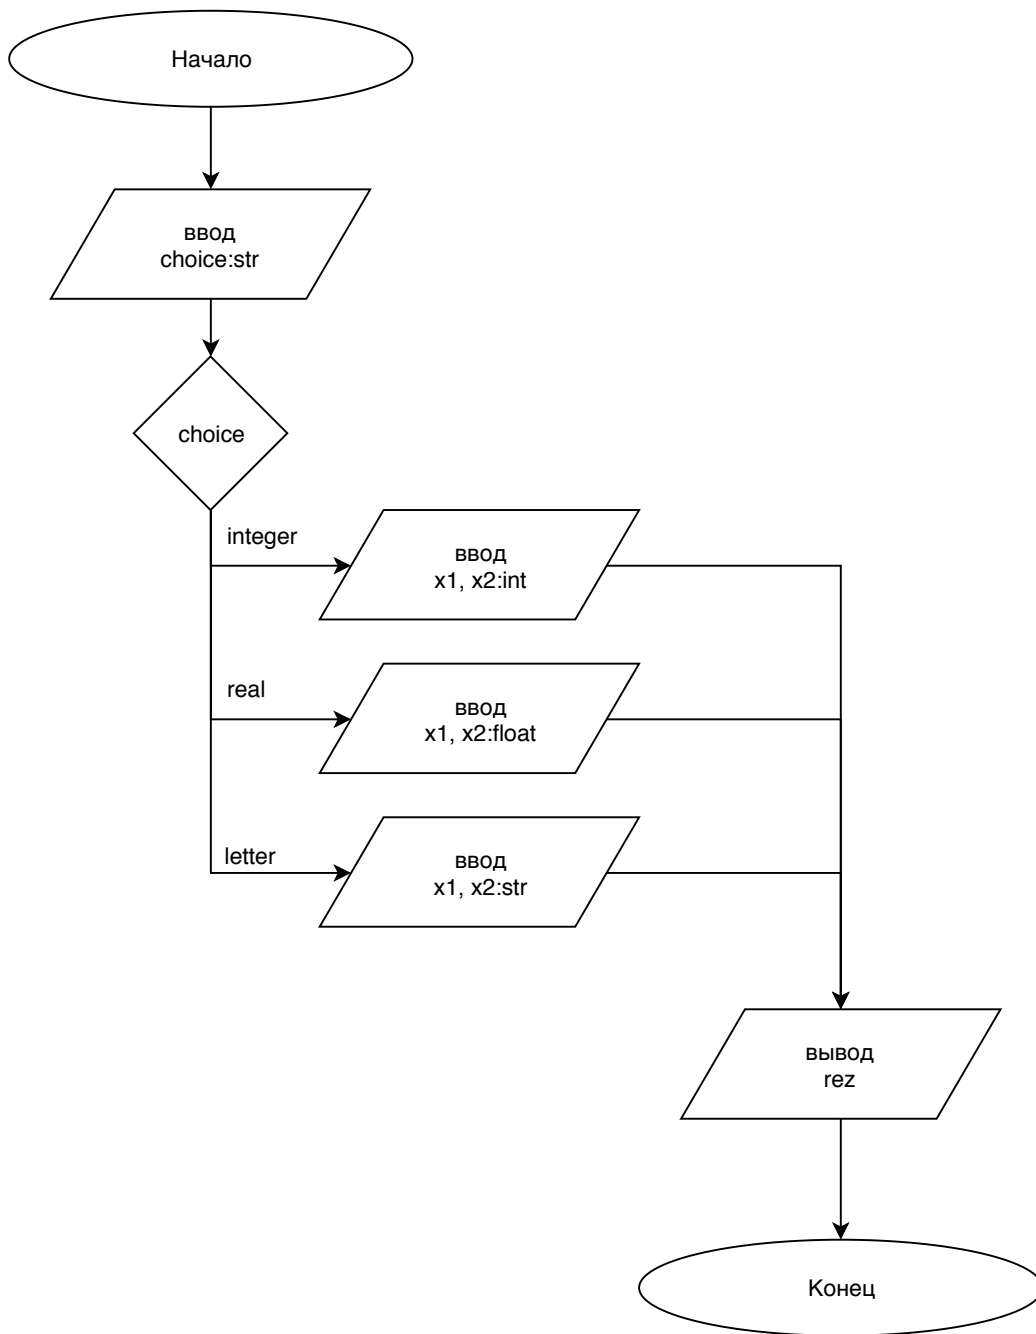 Начало
ввод
choice:str
choice
integer
ввод
x1, x2:int
real
ввод
x1, x2:float
letter
ввод
x1, x2:str
вывод
rez
Конец